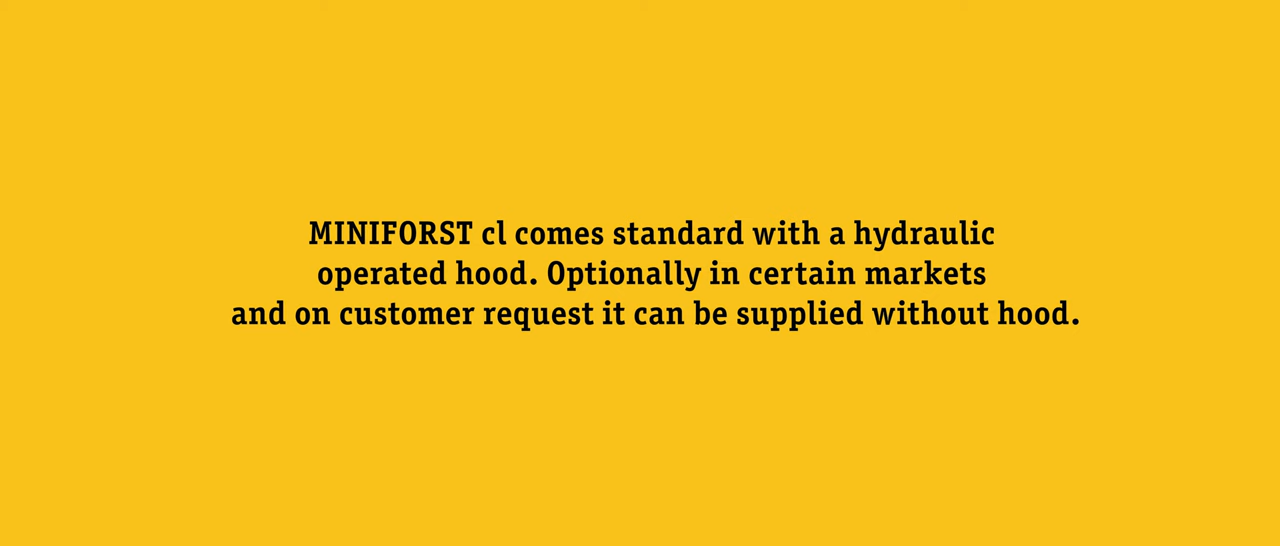 MINIFORST cl comes standard with a hydraulic
operated hood. Optionally in certain markets
and on customer request it can be supplied without hood.